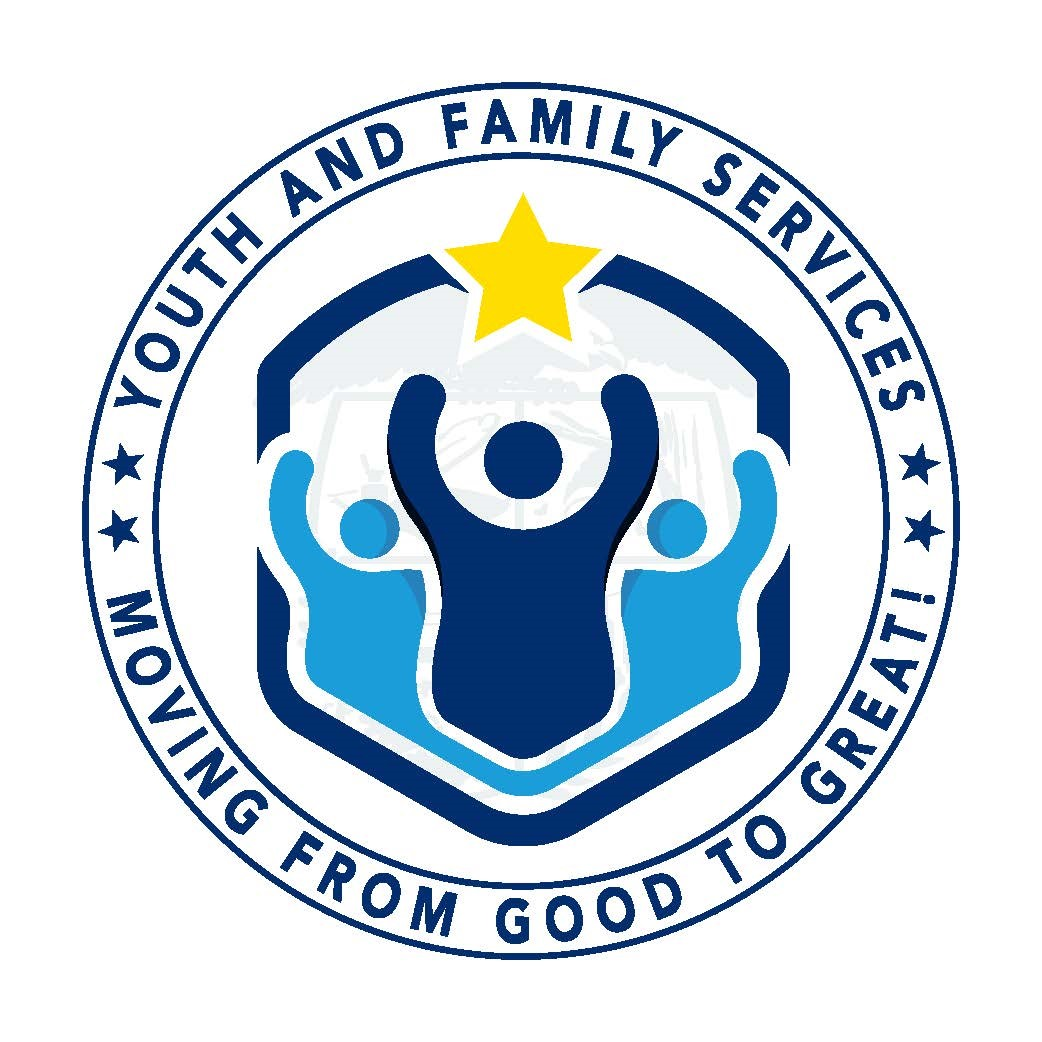 YOUTH AND FAMILY SERVICES
MOVING FROM GOOD TO GREAT!